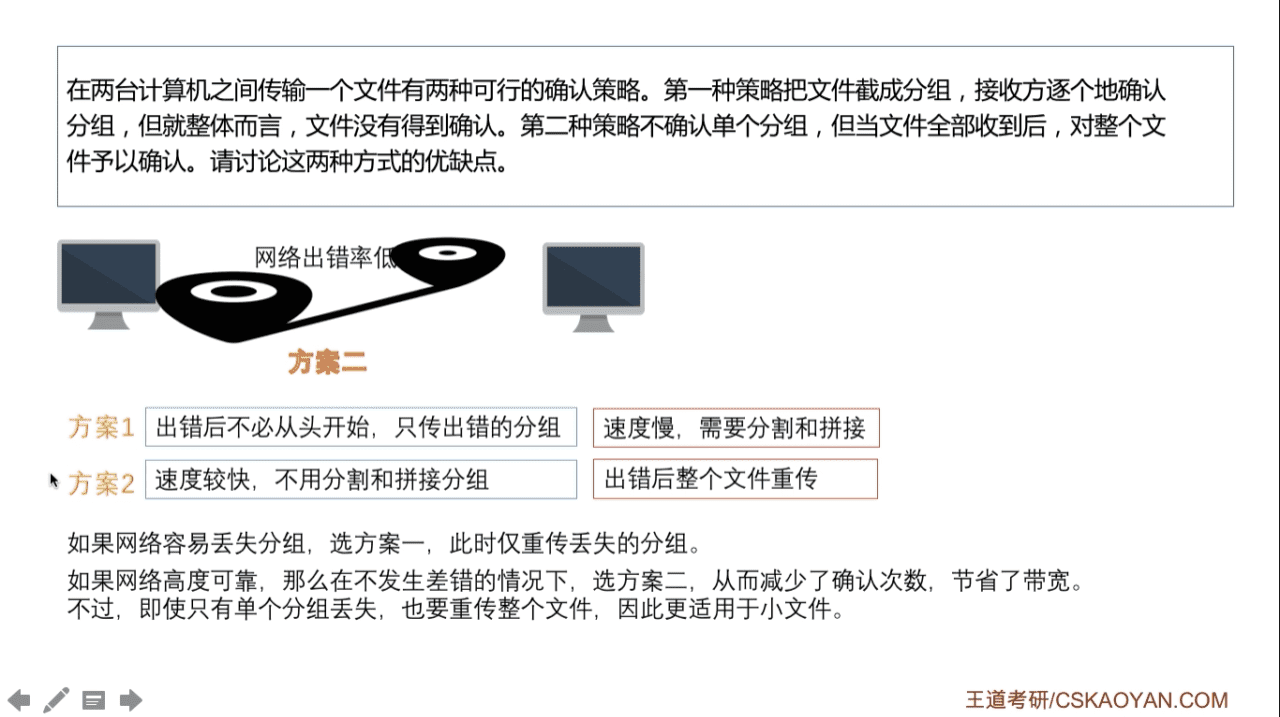 在两台计算机之间传输一个文件有两种可行的确认策略。第一种策略把文件截成分组，接收方逐个地确认
分组，但就整体而言，文件没有得到确认。第二种策略不确认单个分组，但当文件全部收到后，对整个文
件予以确认。请讨论这两种方式的优缺点。
网络出错率低
方案二
方案1 出错后不必从头开始，只传出错的分组 速度慢，需要分割和拼接
方案2 速度较快，不用分割和拼接分组 出错后整个文件重传
如果网络容易丢失分组，选方案一，此时仅重传丢失的分组。
如果网络高度可靠，那么在不发生差错的情况下，选方案二，从而减少了确认次数，节省了带宽。
不过，即使只有单个分组丢失，也要重传整个文件，因此更适用于小文件。
王道考研/CSKAOYAN.COM